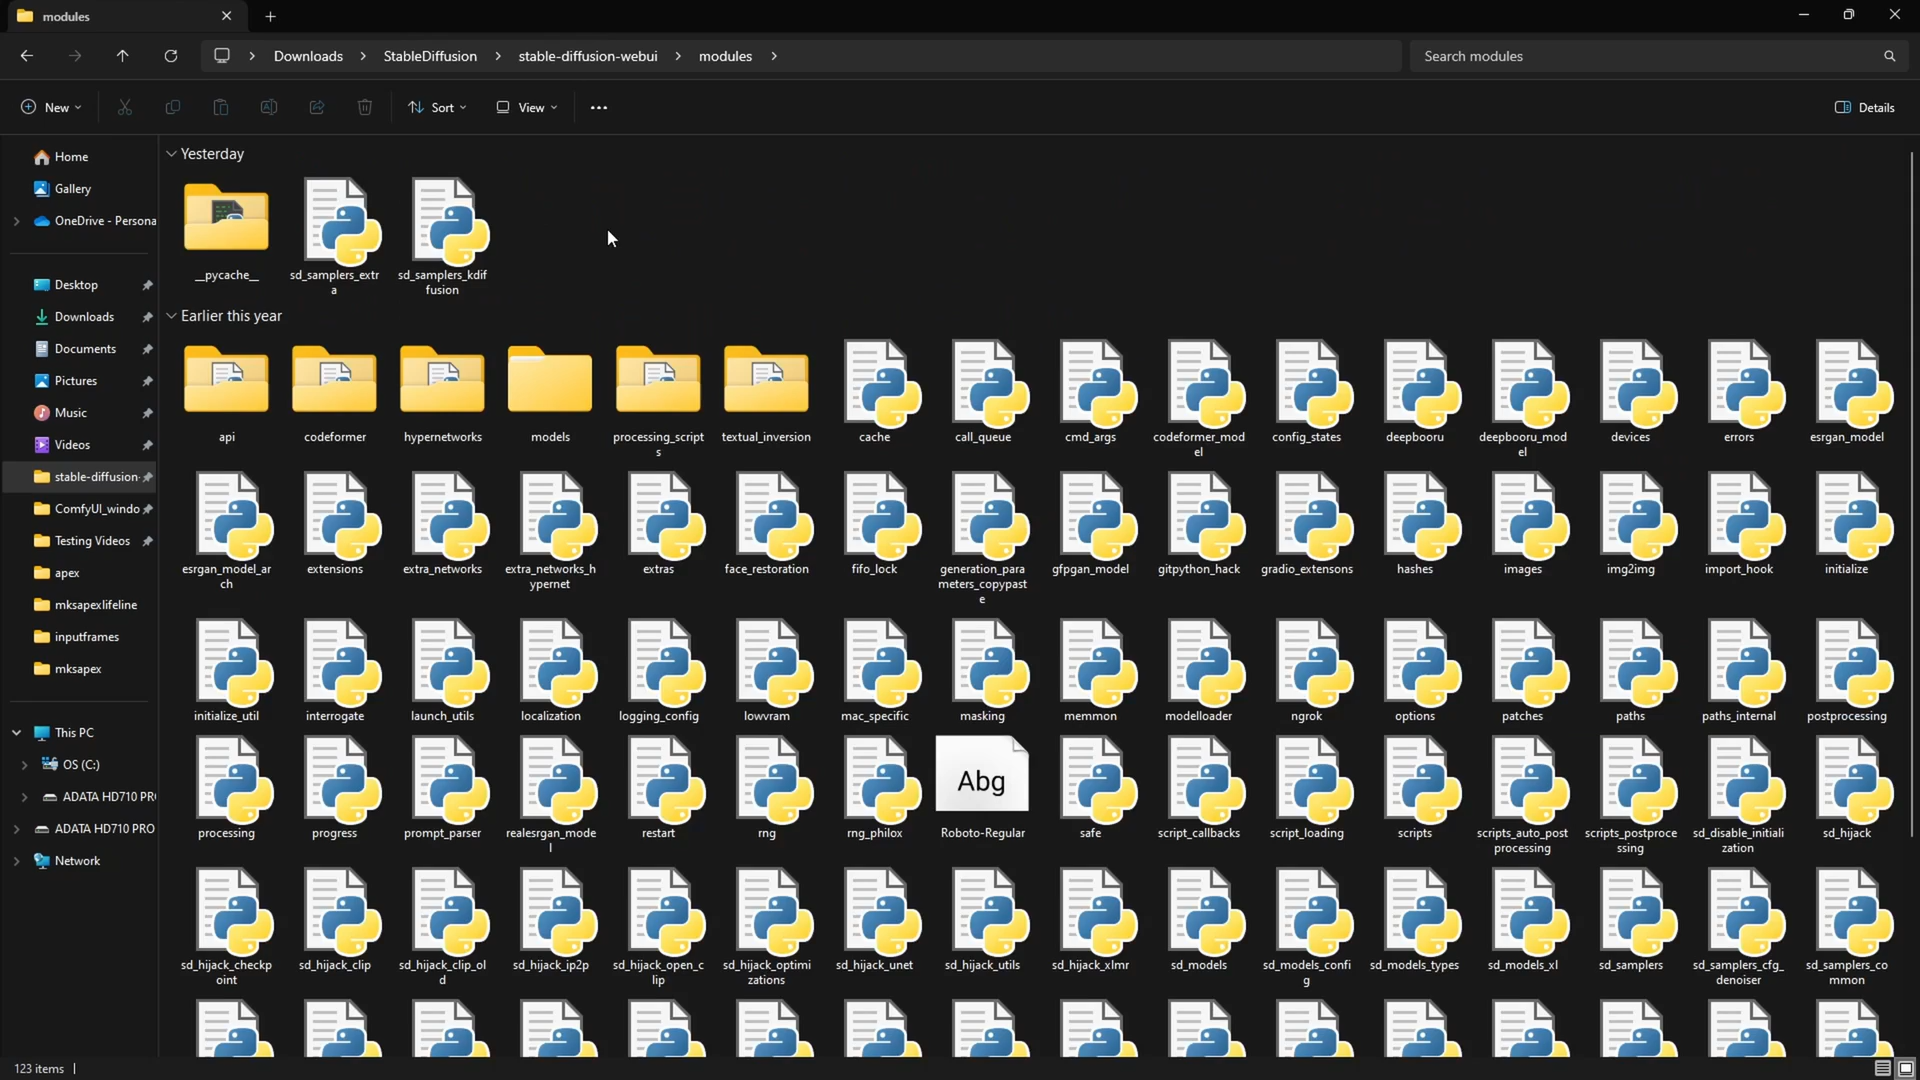 modules
Downloads
StableDiffusion
stable-diffusion-webui
modules
Search modules
New
Sort
View
Details
Home
Gallery
OneDrive - Persona
Desktop
Downloads
Documents
Pictures
Music
Videos
stable-diffusion-
ComfyUI_windo
Testing Videos
apex
mksapexlifeline
inputframes
mksapex
This PC
OS (C:)
ADATA HD710 PR
ADATA HD710 PRO
Network
Yesterday
__pycache__
sd_samplers_extr
a
sd_samplers_kdif
fusion
Earlier this year
api
codeformer
hypernetworks
models
processing_script
s
textual_inversion
cache
call_queue
cmd_args
codeformer_mod
el
config_states
deepbooru
deepbooru_mod
el
devices
errors
esrgan_model
esrgan_model_ar
ch
extensions
extra_networks
extra_networks_h
ypernet
extras
face_restoration
fifo_lock
generation_para
meters_copypast
e
gfpgan_model
gitpython_hack
gradio_extensons
hashes
images
img2img
import_hook
initialize
initialize_util
interrogate
launch_utils
localization
logging_config
lowvram
mac_specific
masking
memmon
modelloader
ngrok
options
patches
paths
paths_internal
postprocessing
processing
progress
prompt_parser
realesrgan_mode
l
restart
rng
rng_philox
Abg
Roboto-Regular
safe
script_callbacks
script_loading
scripts
scripts_auto_post
processing
scripts_postproce
ssing
sd_disable_initiali
zation
sd_hijack
sd_hijack_checkp
oint
sd_hijack_clip
sd_hijack_clip_ol
d
sd_hijack_ip2p
sd_hijack_open_c
lip
sd_hijack_optimi
zations
sd_hijack_unet
sd_hijack_utils
sd_hijack_xlmr
sd_models
sd_models_confi
g
sd_models_types
sd_models_xl
sd_samplers
sd_samplers_cfg_
denoiser
sd_samplers_co
mmon
123 items